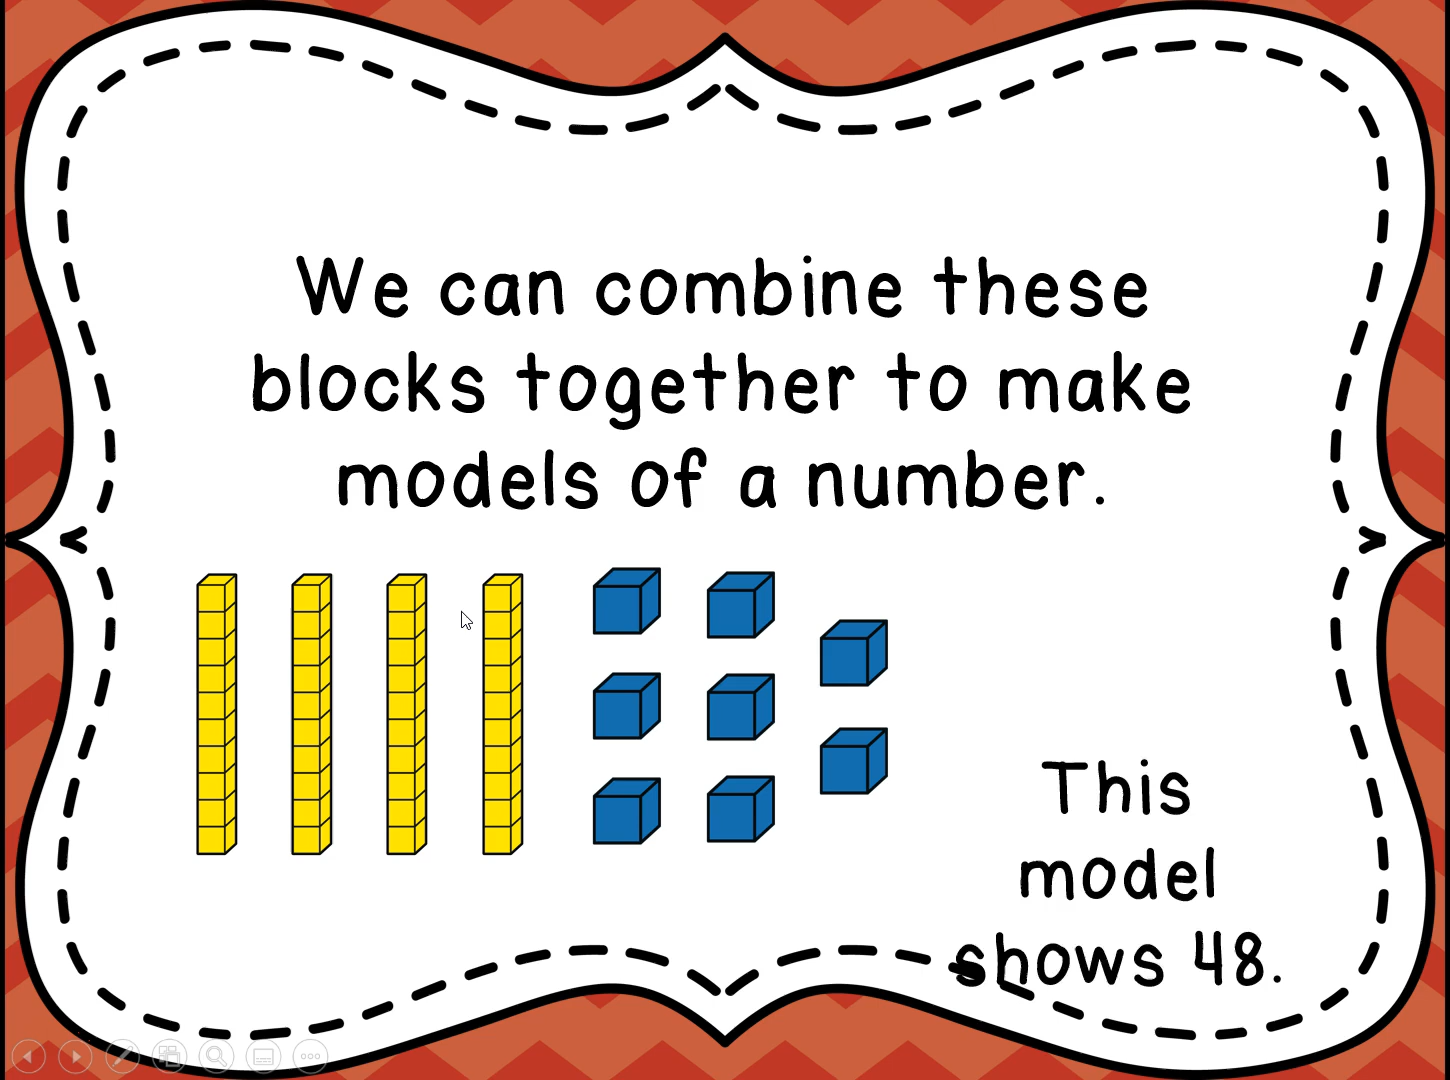 We can combine these
blocks together to make
models of a number.
This
model
shows 48.